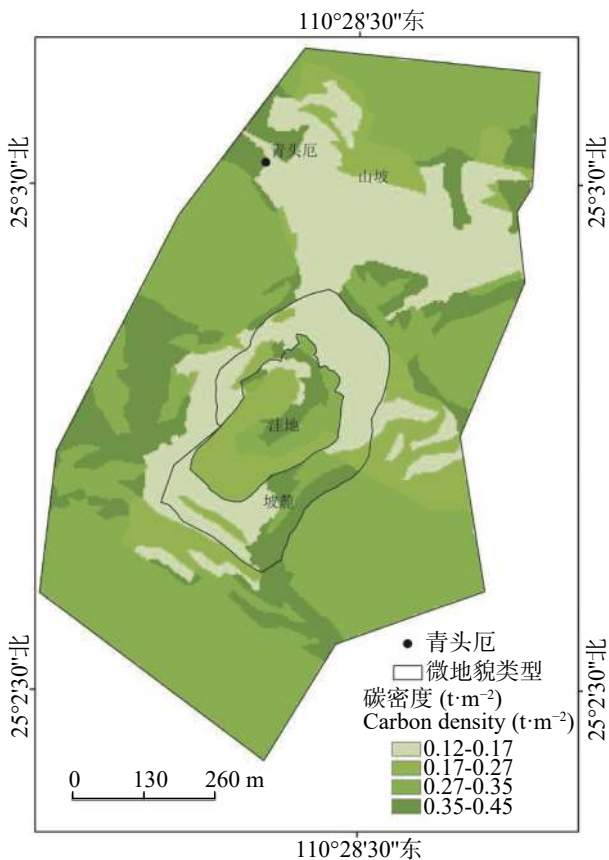 110°28'30"东
青头厄
山坡
25°3'0"北
25°3'0"北
洼地
坡麓
25°2'30"北
25°2'30"北
青头厄
微地貌类型
碳密度 (t·m⁻²)
Carbon density (t·m⁻²)
0.12-0.17
0.17-0.27
0.27-0.35
0.35-0.45
0 130 260 m
110°28'30"东